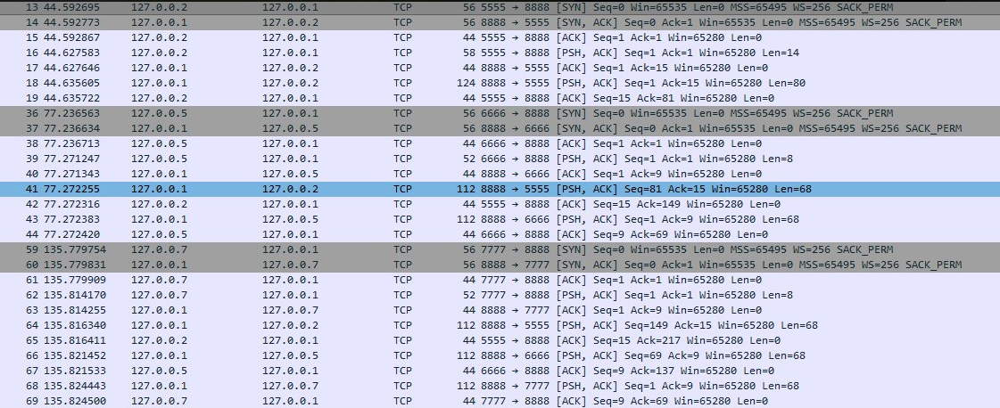 13 44.592695 127.0.0.2 127.0.0.1 TCP 56 5555 → 8888 [SYN] Seq=0 Win=65535 Len=0 MSS=65495 WS=256 SACK_PERM
14 44.592773 127.0.0.1 127.0.0.2 TCP 56 8888 → 5555 [SYN, ACK] Seq=0 Ack=1 Win=65535 Len=0 MSS=65495 WS=256 SACK_PERM
15 44.592867 127.0.0.2 127.0.0.1 TCP 44 5555 → 8888 [ACK] Seq=1 Ack=1 Win=65280 Len=0
16 44.627583 127.0.0.2 127.0.0.1 TCP 58 5555 → 8888 [PSH, ACK] Seq=1 Ack=1 Win=65280 Len=14
17 44.627646 127.0.0.1 127.0.0.2 TCP 44 8888 → 5555 [ACK] Seq=1 Ack=15 Win=65280 Len=0
18 44.635605 127.0.0.1 127.0.0.2 TCP 124 8888 → 5555 [PSH, ACK] Seq=1 Ack=15 Win=65280 Len=80
19 44.635722 127.0.0.2 127.0.0.1 TCP 44 5555 → 8888 [ACK] Seq=15 Ack=81 Win=65280 Len=0
36 77.236563 127.0.0.5 127.0.0.1 TCP 56 6666 → 8888 [SYN] Seq=0 Win=65535 Len=0 MSS=65495 WS=256 SACK_PERM
37 77.236634 127.0.0.1 127.0.0.5 TCP 56 8888 → 6666 [SYN, ACK] Seq=0 Ack=1 Win=65535 Len=0 MSS=65495 WS=256 SACK_PERM
38 77.236713 127.0.0.5 127.0.0.1 TCP 44 6666 → 8888 [ACK] Seq=1 Ack=1 Win=65280 Len=0
39 77.271247 127.0.0.5 127.0.0.1 TCP 52 6666 → 8888 [PSH, ACK] Seq=1 Ack=1 Win=65280 Len=8
40 77.271343 127.0.0.1 127.0.0.5 TCP 44 8888 → 6666 [ACK] Seq=1 Ack=9 Win=65280 Len=0
41 77.272255 127.0.0.1 127.0.0.2 TCP 112 8888 → 5555 [PSH, ACK] Seq=81 Ack=15 Win=65280 Len=68
42 77.272316 127.0.0.2 127.0.0.1 TCP 44 5555 → 8888 [ACK] Seq=15 Ack=149 Win=65280 Len=0
43 77.272383 127.0.0.1 127.0.0.5 TCP 112 8888 → 6666 [PSH, ACK] Seq=1 Ack=9 Win=65280 Len=68
44 77.272420 127.0.0.5 127.0.0.1 TCP 44 6666 → 8888 [ACK] Seq=9 Ack=69 Win=65280 Len=0
59 135.779754 127.0.0.7 127.0.0.1 TCP 56 7777 → 8888 [SYN] Seq=0 Win=65535 Len=0 MSS=65495 WS=256 SACK_PERM
60 135.779831 127.0.0.1 127.0.0.7 TCP 56 8888 → 7777 [SYN, ACK] Seq=0 Ack=1 Win=65535 Len=0 MSS=65495 WS=256 SACK_PERM
61 135.779909 127.0.0.7 127.0.0.1 TCP 44 7777 → 8888 [ACK] Seq=1 Ack=1 Win=65280 Len=0
62 135.814170 127.0.0.7 127.0.0.1 TCP 52 7777 → 8888 [PSH, ACK] Seq=1 Ack=1 Win=65280 Len=8
63 135.814255 127.0.0.1 127.0.0.7 TCP 44 8888 → 7777 [ACK] Seq=1 Ack=9 Win=65280 Len=0
64 135.816340 127.0.0.1 127.0.0.2 TCP 112 8888 → 5555 [PSH, ACK] Seq=149 Ack=15 Win=65280 Len=68
65 135.816411 127.0.0.2 127.0.0.1 TCP 44 5555 → 8888 [ACK] Seq=15 Ack=217 Win=65280 Len=0
66 135.821452 127.0.0.1 127.0.0.5 TCP 112 8888 → 6666 [PSH, ACK] Seq=69 Ack=9 Win=65280 Len=68
67 135.821533 127.0.0.5 127.0.0.1 TCP 44 6666 → 8888 [ACK] Seq=9 Ack=137 Win=65280 Len=0
68 135.824443 127.0.0.1 127.0.0.7 TCP 112 8888 → 7777 [PSH, ACK] Seq=1 Ack=9 Win=65280 Len=68
69 135.824500 127.0.0.7 127.0.0.1 TCP 44 7777 → 8888 [ACK] Seq=9 Ack=69 Win=65280 Len=0